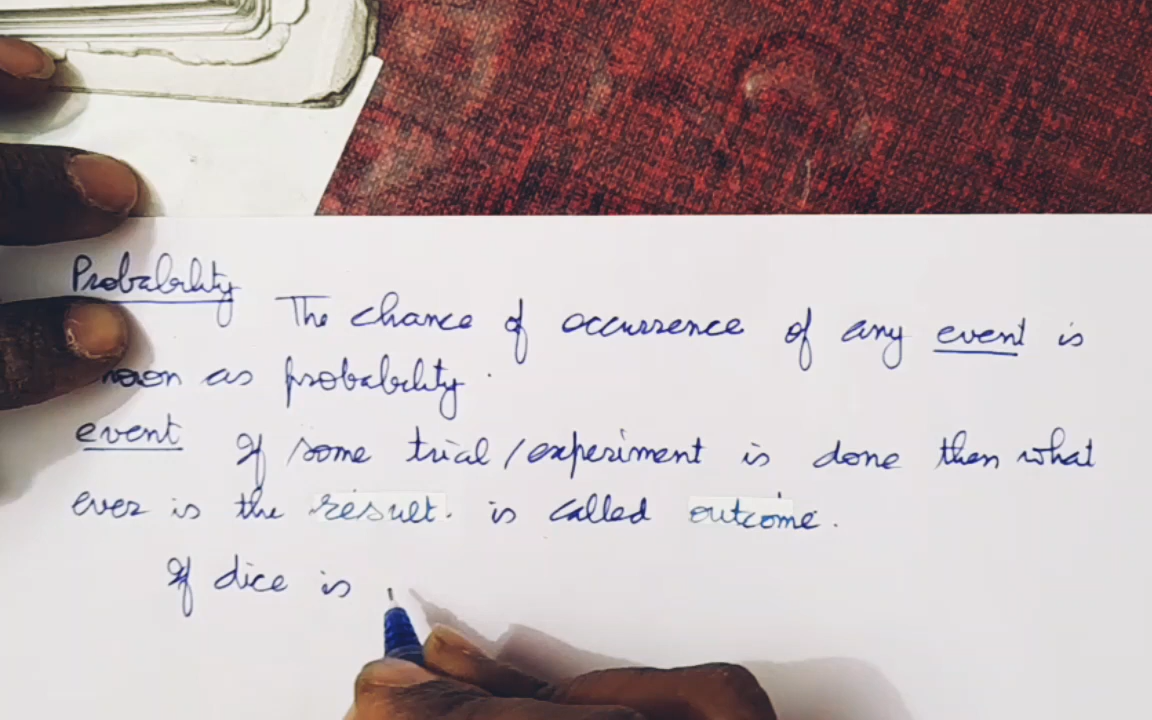 Probability The chance of occurrence of any event is
as probability.
event If some trial/experiment is done then what
ever is the result. is called outcome.
If dice is